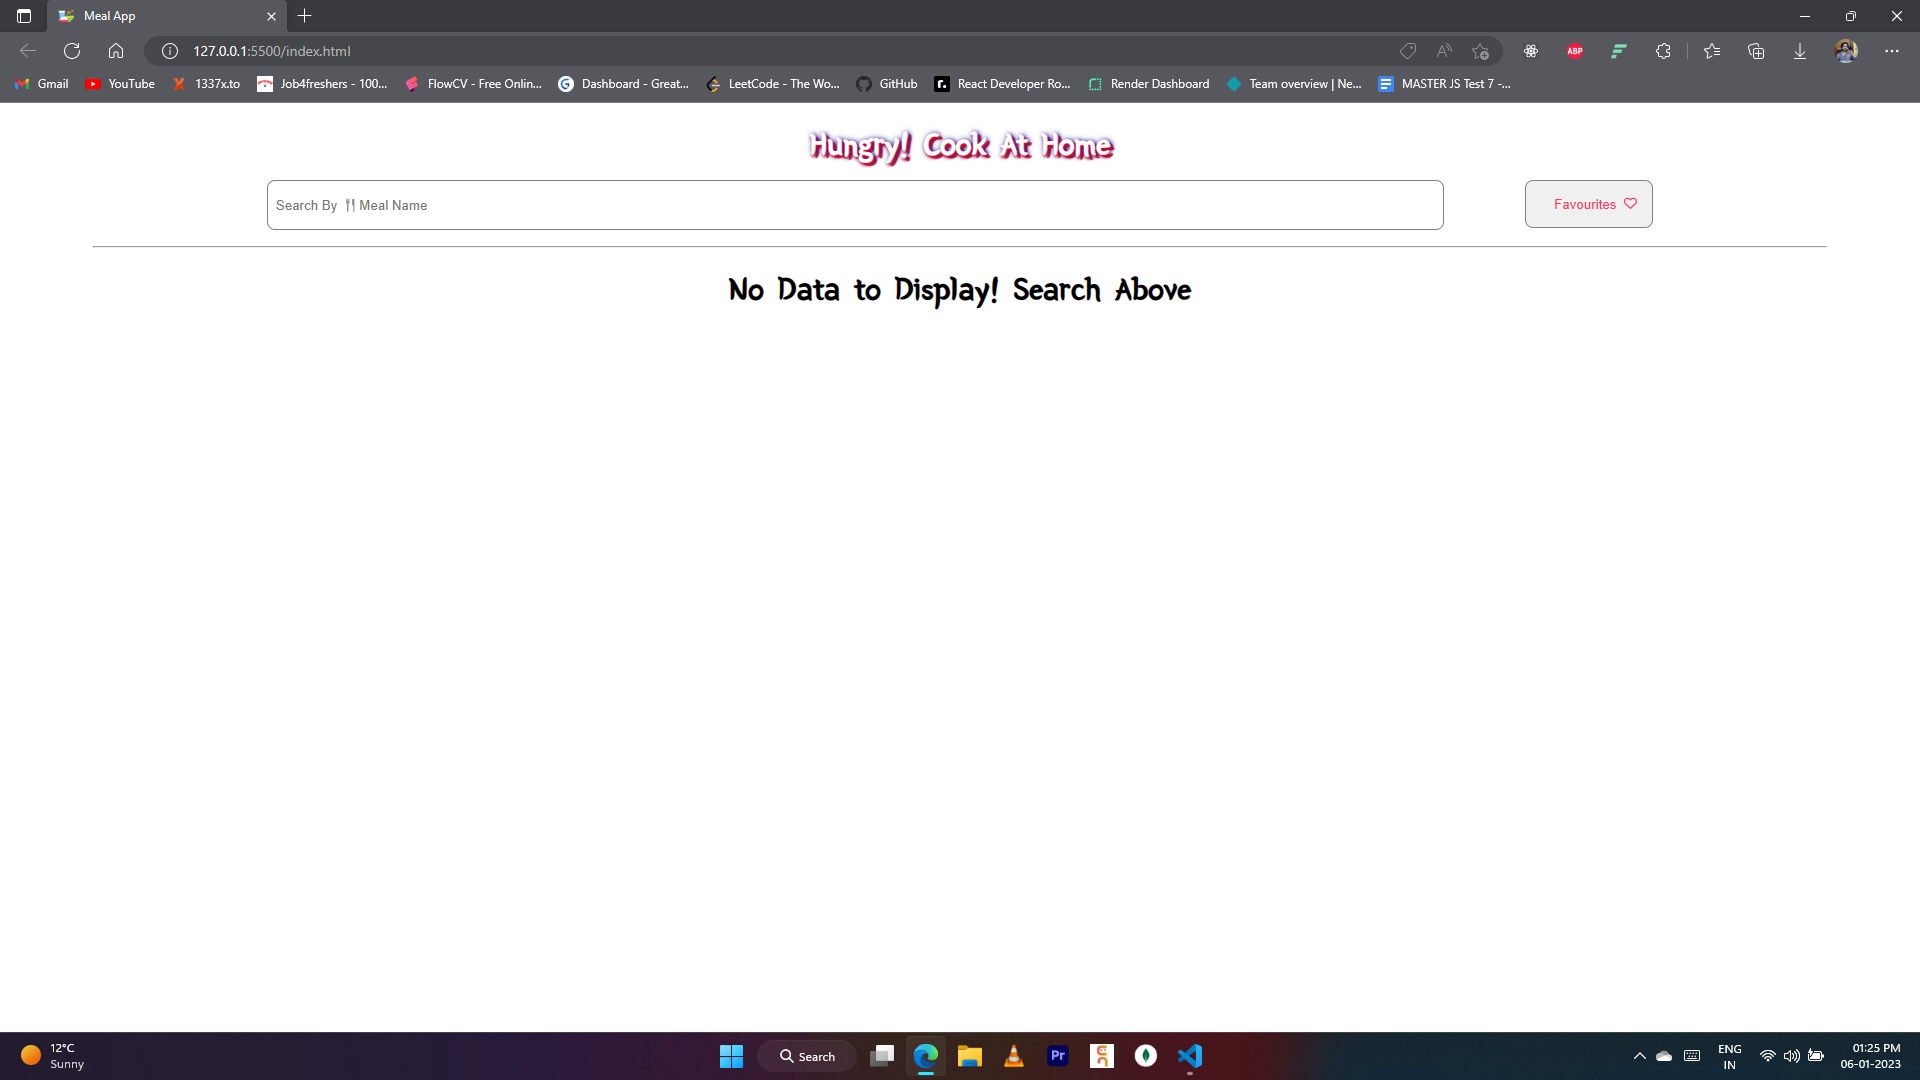 Meal App
127.0.0.1:5500/index.html
ABP
Gmail YouTube 1337x.to Job4freshers - 100... FlowCV - Free Onlin... Dashboard - Great... LeetCode - The Wo... GitHub React Developer Ro... Render Dashboard Team overview | Ne... MASTER JS Test 7 -...
Hungry! Cook At Home
Search By 🍴 Meal Name
Favourites
No Data to Display! Search Above
12°C
Sunny
Search
Pr
ENG
IN
01:25 PM
06-01-2023